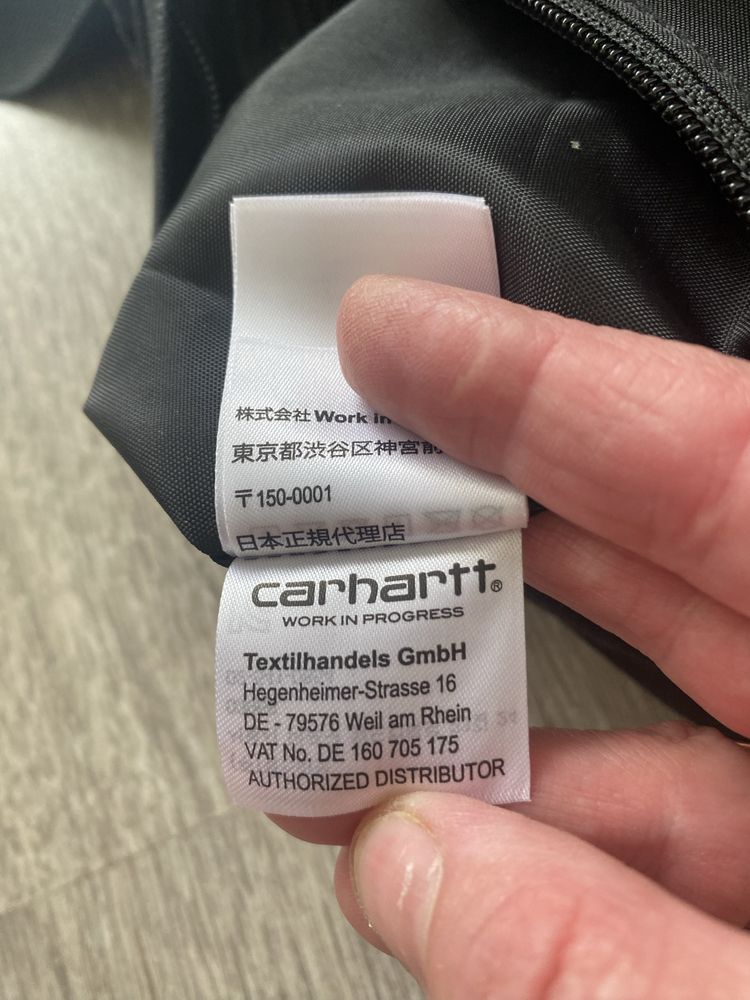 株式会社Work in
東京都渋谷区神宮前
〒150-0001
日本正規代理店
carhartt®
WORK IN PROGRESS
Textilhandels GmbH
Hegenheimer-Strasse 16
DE - 79576 Weil am Rhein
VAT No. DE 160 705 175
AUTHORIZED DISTRIBUTOR